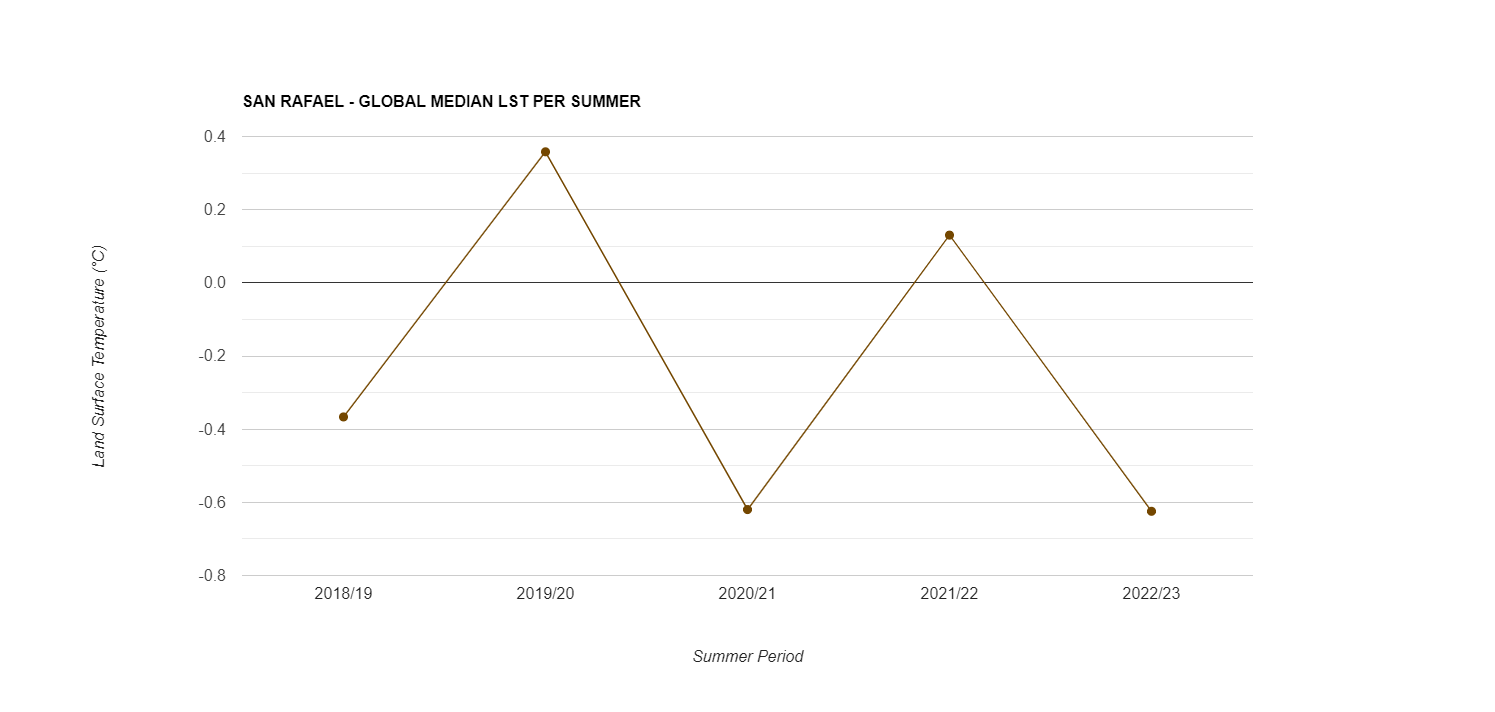 SAN RAFAEL - GLOBAL MEDIAN LST PER SUMMER
Land Surface Temperature (°C)
0.4
0.2
0.0
-0.2
-0.4
-0.6
-0.8
2018/19 2019/20 2020/21 2021/22 2022/23
Summer Period